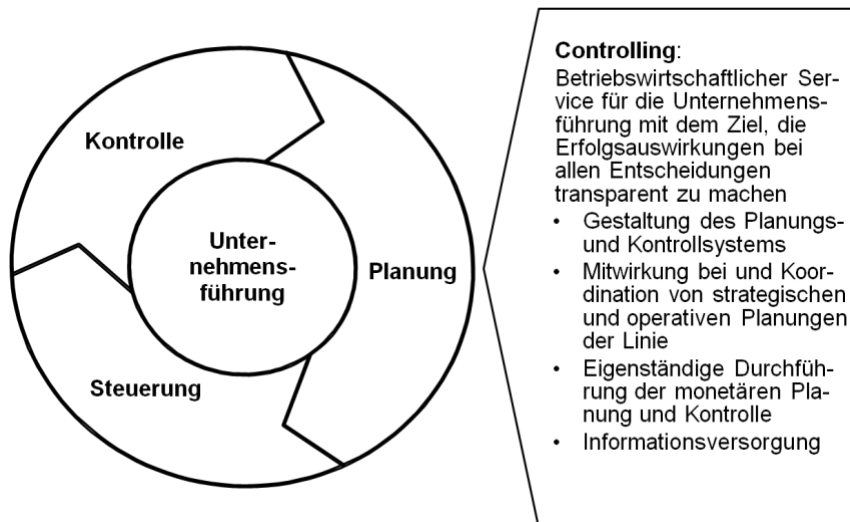 Kontrolle
Unter-
nehmens-
führung
Planung
Steuerung
Controlling:
Betriebswirtschaftlicher Ser-
vice für die Unternehmens-
führung mit dem Ziel, die
Erfolgsauswirkungen bei
allen Entscheidungen
transparent zu machen
• Gestaltung des Planungs-
und Kontrollsystems
• Mitwirkung bei und Koor-
dination von strategischen
und operativen Planungen
der Linie
• Eigenständige Durchfüh-
rung der monetären Pla-
nung und Kontrolle
• Informationsversorgung